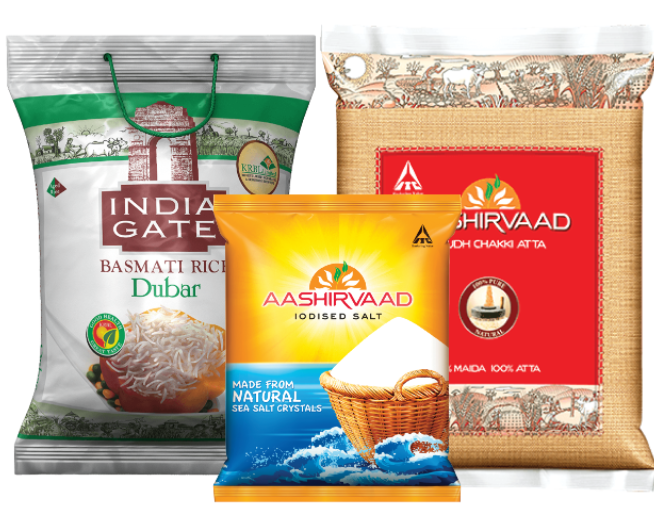 INDIA
GATE
BASMATI RICE
Dubar
AASHIRVAAD
IODISED SALT
MADE FROM
NATURAL
SEA SALT CRYSTALS
SHIRVAAD
UDH CHAKKI ATTA
100% PURE
NATURAL
MAIDA 100% ATTA